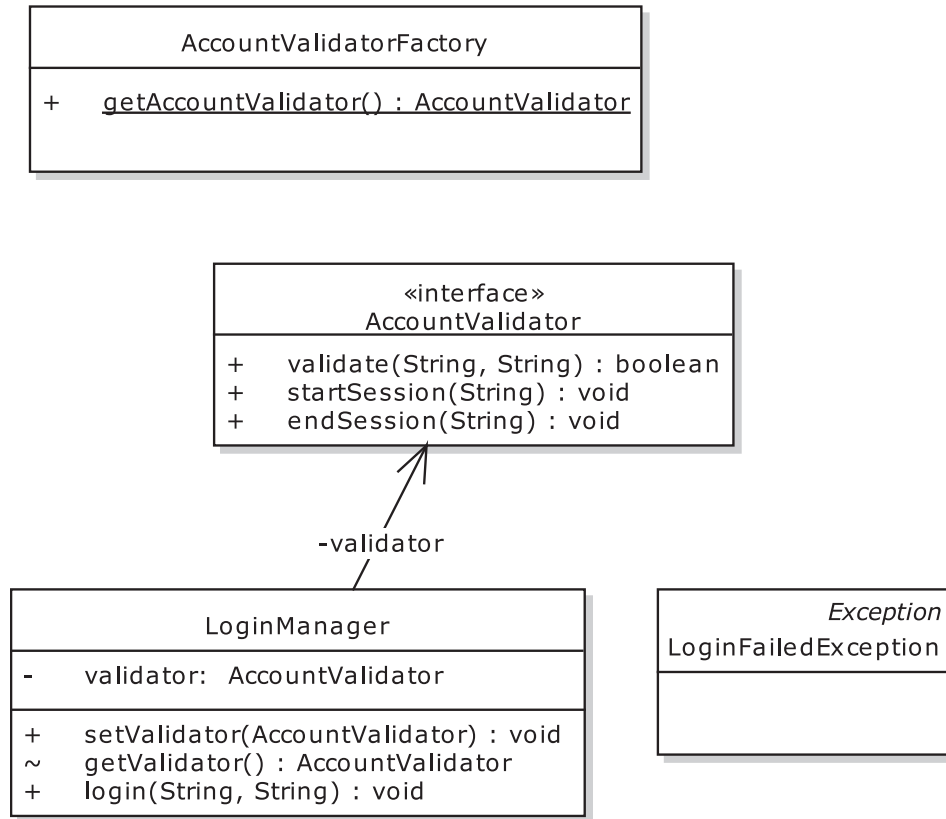 AccountValidatorFactory
+ getAccountValidator() : AccountValidator
«interface»
AccountValidator
+ validate(String, String) : boolean
+ startSession(String) : void
+ endSession(String) : void
-validator
LoginManager
- validator: AccountValidator
+ setValidator(AccountValidator) : void
~ getValidator() : AccountValidator
+ login(String, String) : void
Exception
LoginFailedException